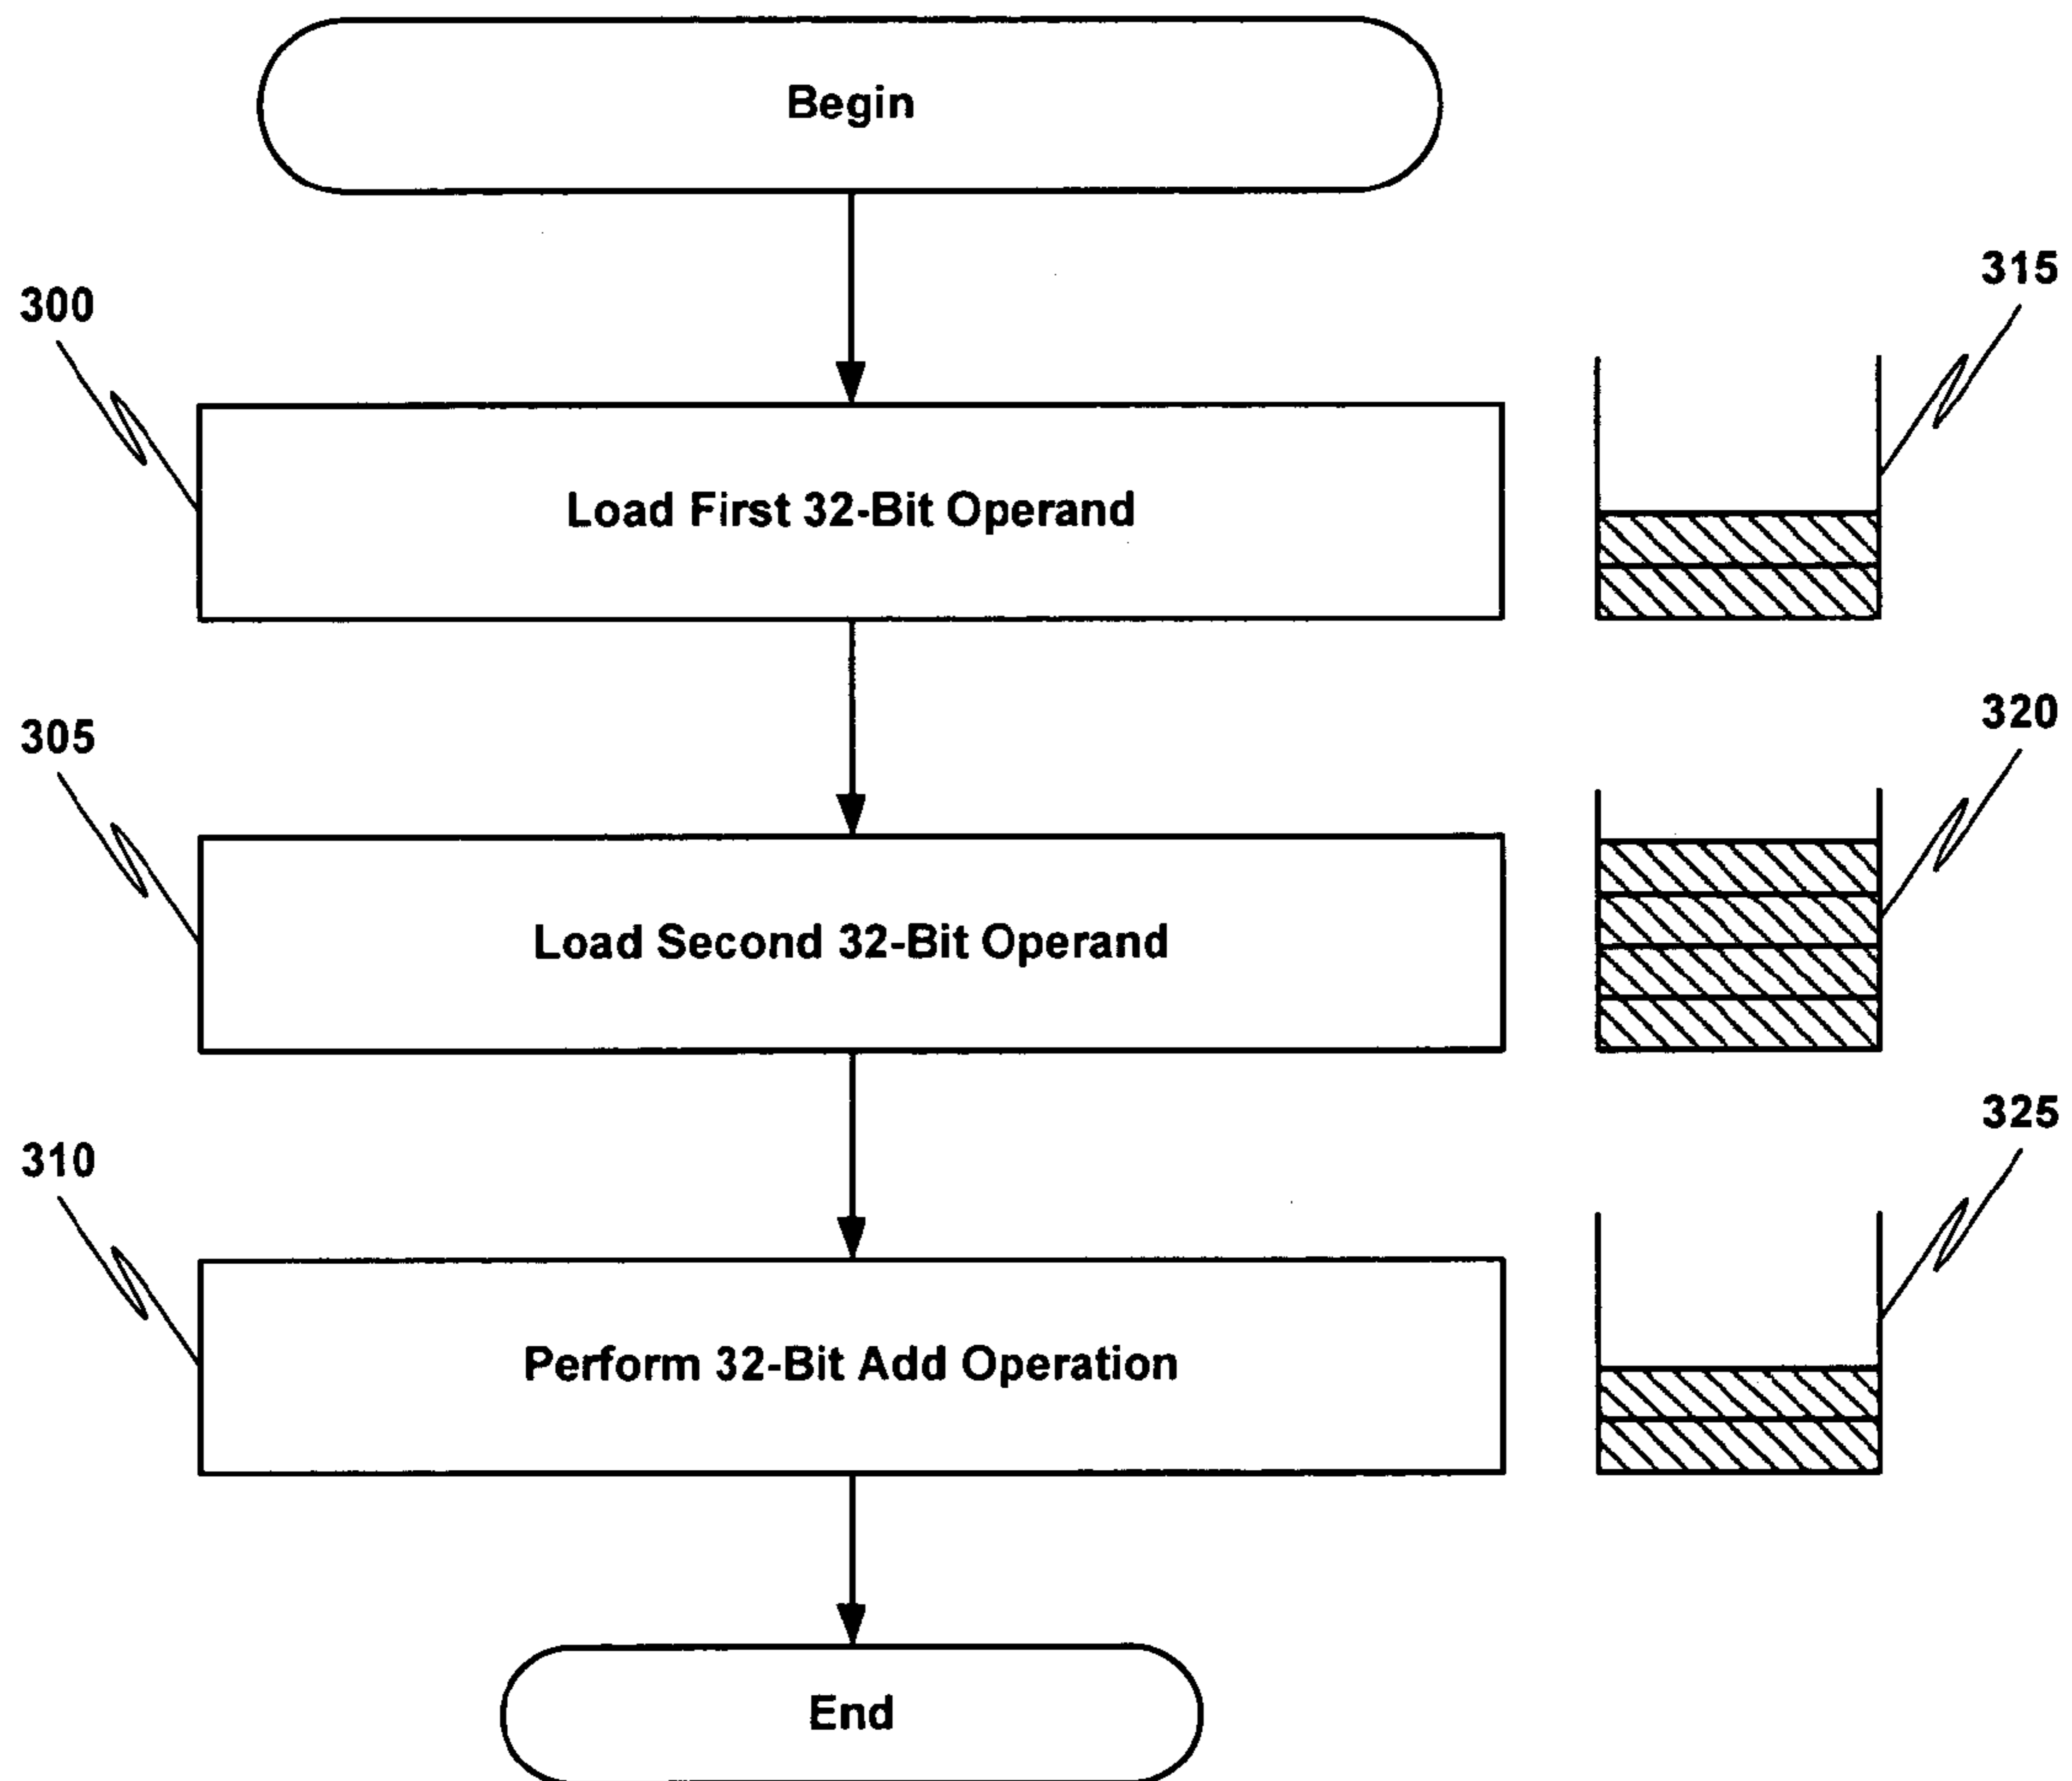 Begin
300
315
Load First 32-Bit Operand
305
320
Load Second 32-Bit Operand
310
325
Perform 32-Bit Add Operation
End